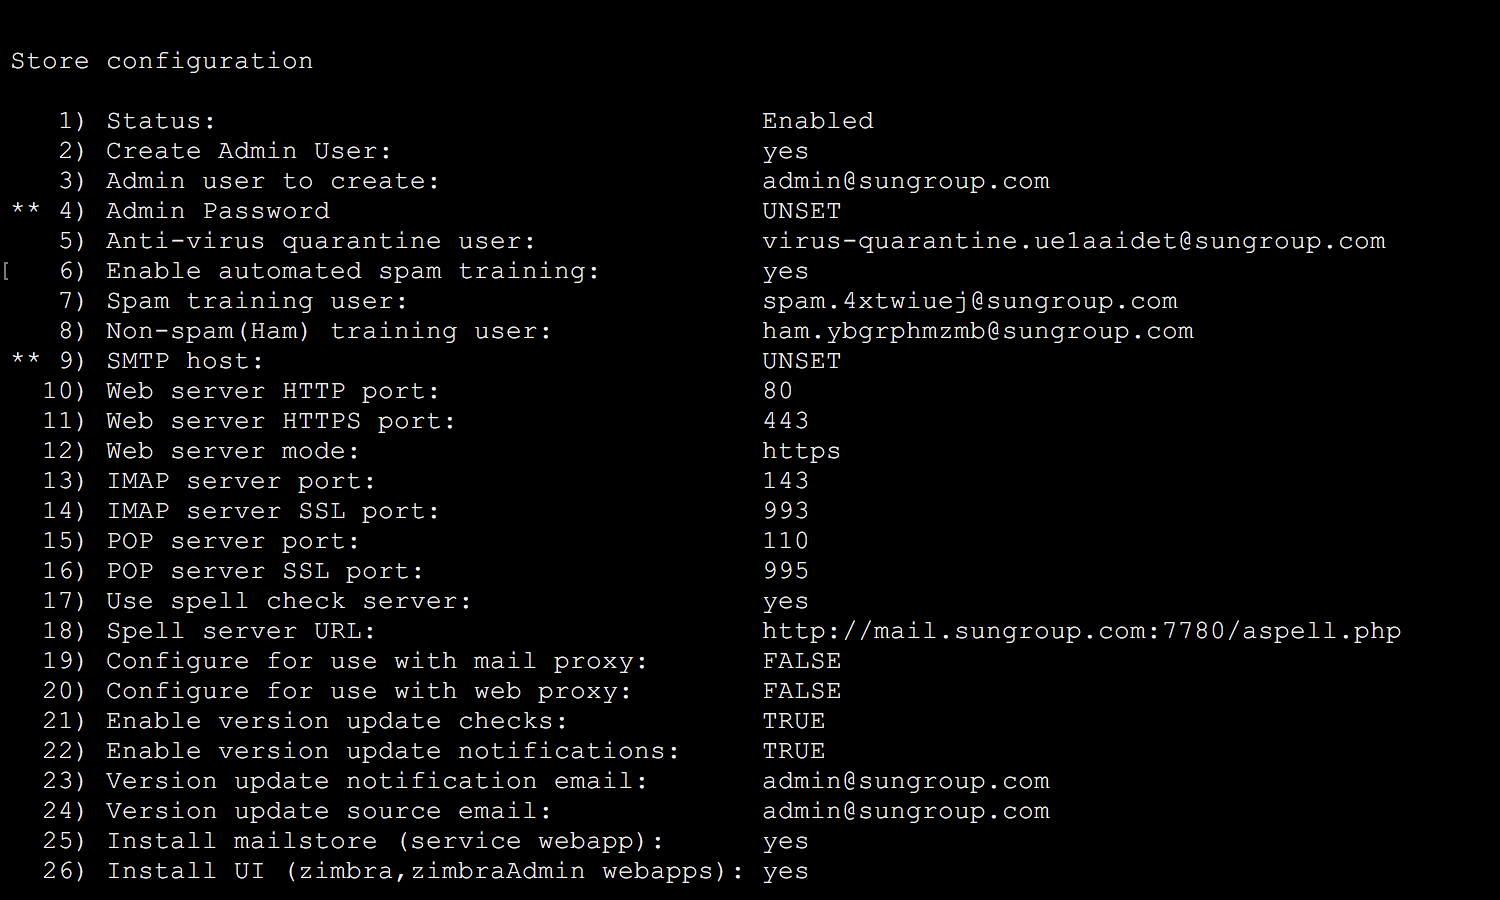 Store configuration
1) Status: Enabled
2) Create Admin User: yes
3) Admin user to create: admin@sungroup.com
** 4) Admin Password UNSET
5) Anti-virus quarantine user: virus-quarantine.ue1aaidet@sungroup.com
[ 6) Enable automated spam training: yes
7) Spam training user: spam.4xtwiuej@sungroup.com
8) Non-spam(Ham) training user: ham.ybgrphmzmb@sungroup.com
** 9) SMTP host: UNSET
10) Web server HTTP port: 80
11) Web server HTTPS port: 443
12) Web server mode: https
13) IMAP server port: 143
14) IMAP server SSL port: 993
15) POP server port: 110
16) POP server SSL port: 995
17) Use spell check server: yes
18) Spell server URL: http://mail.sungroup.com:7780/aspell.php
19) Configure for use with mail proxy: FALSE
20) Configure for use with web proxy: FALSE
21) Enable version update checks: TRUE
22) Enable version update notifications: TRUE
23) Version update notification email: admin@sungroup.com
24) Version update source email: admin@sungroup.com
25) Install mailstore (service webapp): yes
26) Install UI (zimbra,zimbraAdmin webapps): yes